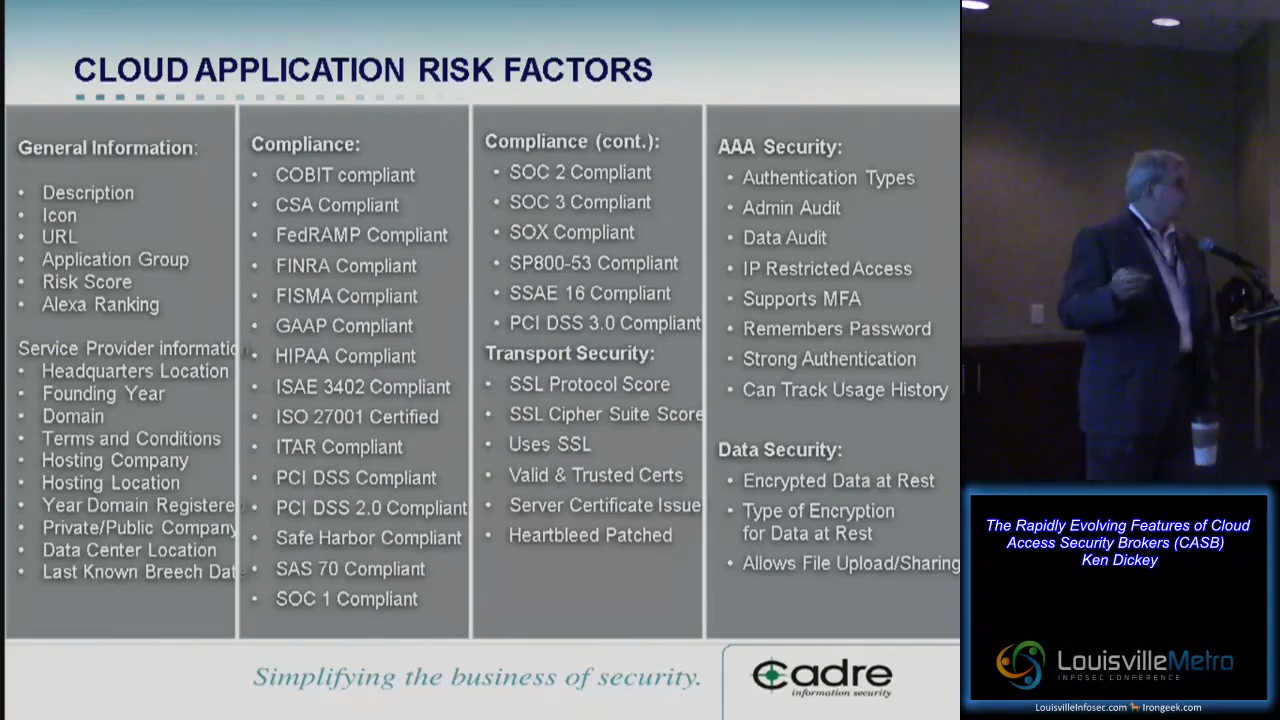 CLOUD APPLICATION RISK FACTORS
General Information:
• Description
• Icon
• URL
• Application Group
• Risk Score
• Alexa Ranking
Service Provider informatio
• Headquarters Location
• Founding Year
• Domain
• Terms and Conditions
• Hosting Company
• Hosting Location
• Year Domain Registere
• Private/Public Company
• Data Center Location
• Last Known Breech Dat
Compliance:
• COBIT compliant
• CSA Compliant
• FedRAMP Compliant
• FINRA Compliant
• FISMA Compliant
• GAAP Compliant
• HIPAA Compliant
• ISAE 3402 Compliant
• ISO 27001 Certified
• ITAR Compliant
• PCI DSS Compliant
• PCI DSS 2.0 Compliant
• Safe Harbor Compliant
• SAS 70 Compliant
• SOC 1 Compliant
Compliance (cont.):
• SOC 2 Compliant
• SOC 3 Compliant
• SOX Compliant
• SP800-53 Compliant
• SSAE 16 Compliant
• PCI DSS 3.0 Compliant
Transport Security:
• SSL Protocol Score
• SSL Cipher Suite Score
• Uses SSL
• Valid & Trusted Certs
• Server Certificate Issue
• Heartbleed Patched
AAA Security:
• Authentication Types
• Admin Audit
• Data Audit
• IP Restricted Access
• Supports MFA
• Remembers Password
• Strong Authentication
• Can Track Usage History
Data Security:
• Encrypted Data at Rest
• Type of Encryption
for Data at Rest
• Allows File Upload/Sharing
Simplifying the business of security.
Cadre
information security
The Rapidly Evolving Features of Cloud
Access Security Brokers (CASB)
Ken Dickey
LouisvilleMetro
INFOSEC CONFERENCE
LouisvilleInfosec.com Irongeek.com